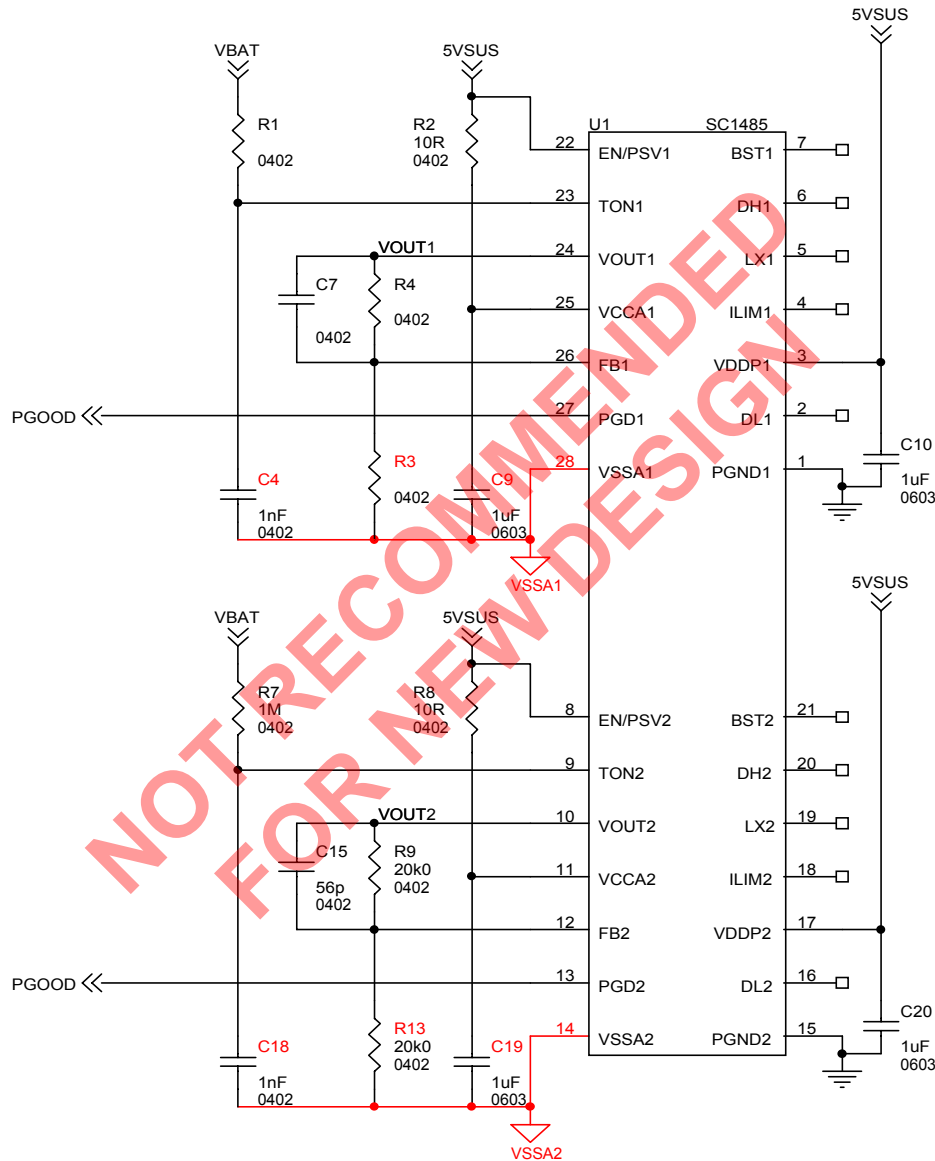 5VSUS
VBAT
5VSUS
R1
0402
R2
10R
0402
U1
SC1485
22
EN/PSV1
BST1
7
23
TON1
DH1
6
VOUT1
24
VOUT1
LX1
5
C7
0402
R4
0402
25
VCCA1
ILIM1
4
26
FB1
VDDP1
3
PGOOD
27
PGD1
DL1
2
C4
1nF
0402
R3
0402
C9
1uF
0603
28
VSSA1
PGND1
1
C10
1uF
0603
VSSA1
5VSUS
VBAT
5VSUS
R7
1M
0402
R8
10R
0402
8
EN/PSV2
BST2
21
9
TON2
DH2
20
VOUT2
10
VOUT2
LX2
19
C15
56p
0402
R9
20k0
0402
11
VCCA2
ILIM2
18
12
FB2
VDDP2
17
PGOOD
13
PGD2
DL2
16
C18
1nF
0402
R13
20k0
0402
C19
1uF
0603
14
VSSA2
PGND2
15
C20
1uF
0603
VSSA2
NOT RECOMMENDED
FOR NEW DESIGN